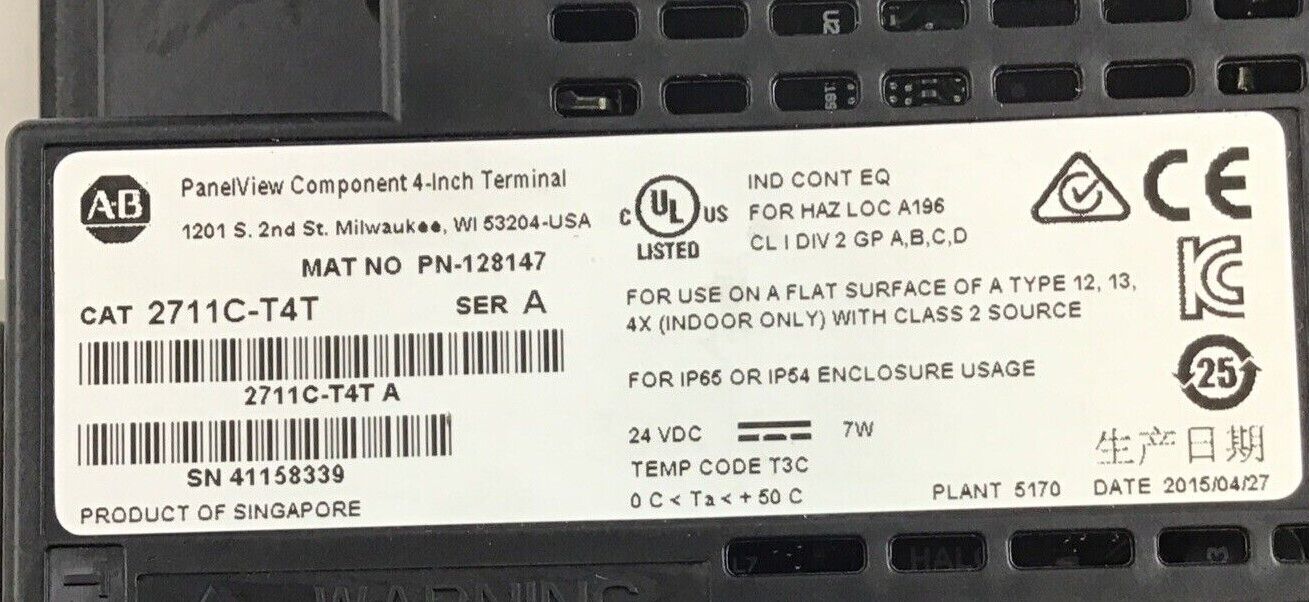 U2
A-B
PanelView Component 4-Inch Terminal
1201 S. 2nd St. Milwaukee, WI 53204-USA
MAT NO PN-128147
CAT 2711C-T4T
SER A
2711C-T4T A
SN 41158339
PRODUCT OF SINGAPORE
C UL US
LISTED
IND CONT EQ
FOR HAZ LOC A196
CL I DIV 2 GP A,B,C,D
FOR USE ON A FLAT SURFACE OF A TYPE 12, 13,
4X (INDOOR ONLY) WITH CLASS 2 SOURCE
FOR IP65 OR IP54 ENCLOSURE USAGE
24 VDC 7W
TEMP CODE T3C
0 C < Ta < + 50 C
CE
25
生产日期
PLANT 5170 DATE 2015/04/27
L7
WARNING